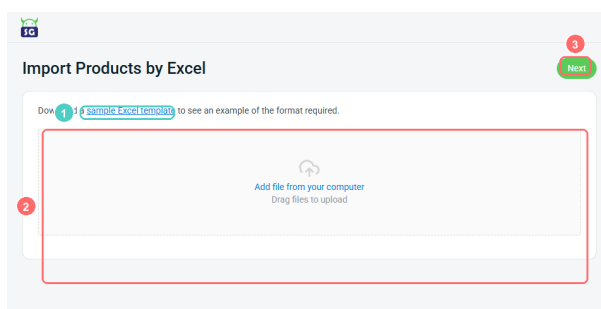 SG
3
Import Products by Excel
Next
1
a sample Excel template to see an example of the format required.
Add file from your computer
Drag files to upload
2